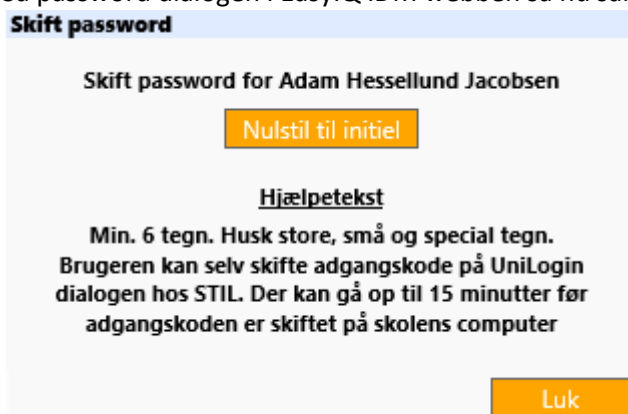 Skift password
Skift password for Adam Hessellund Jacobsen
Nulstil til initiel
Hjælpetekst
Min. 6 tegn. Husk store, små og special tegn.
Brugeren kan selv skifte adgangskode på UniLogin
dialogen hos STIL. Der kan gå op til 15 minutter før
adgangskoden er skiftet på skolens computer
Luk